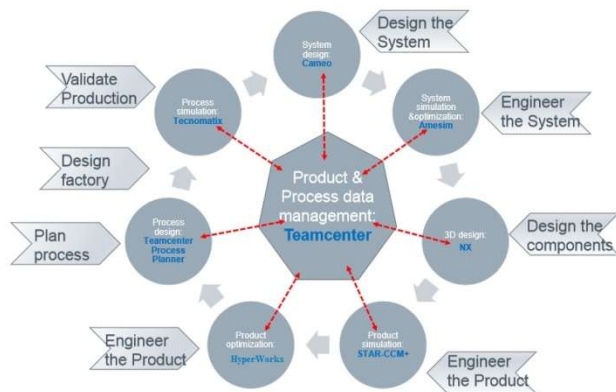 Design the
System
System
design:
Cameo
Validate
Production
Process
simulation:
Tecnomatix
System
simulation
&optimization:
Amesim
Engineer
the System
Design
factory
Product &
Process data
management:
Teamcenter
Plan
process
Process
design:
Teamcenter
Process
Planner
3D design:
NX
Design the
components
Engineer
the Product
Product
optimization:
HyperWorks
Product
simulation:
STAR-CCM+
Engineer
the Product